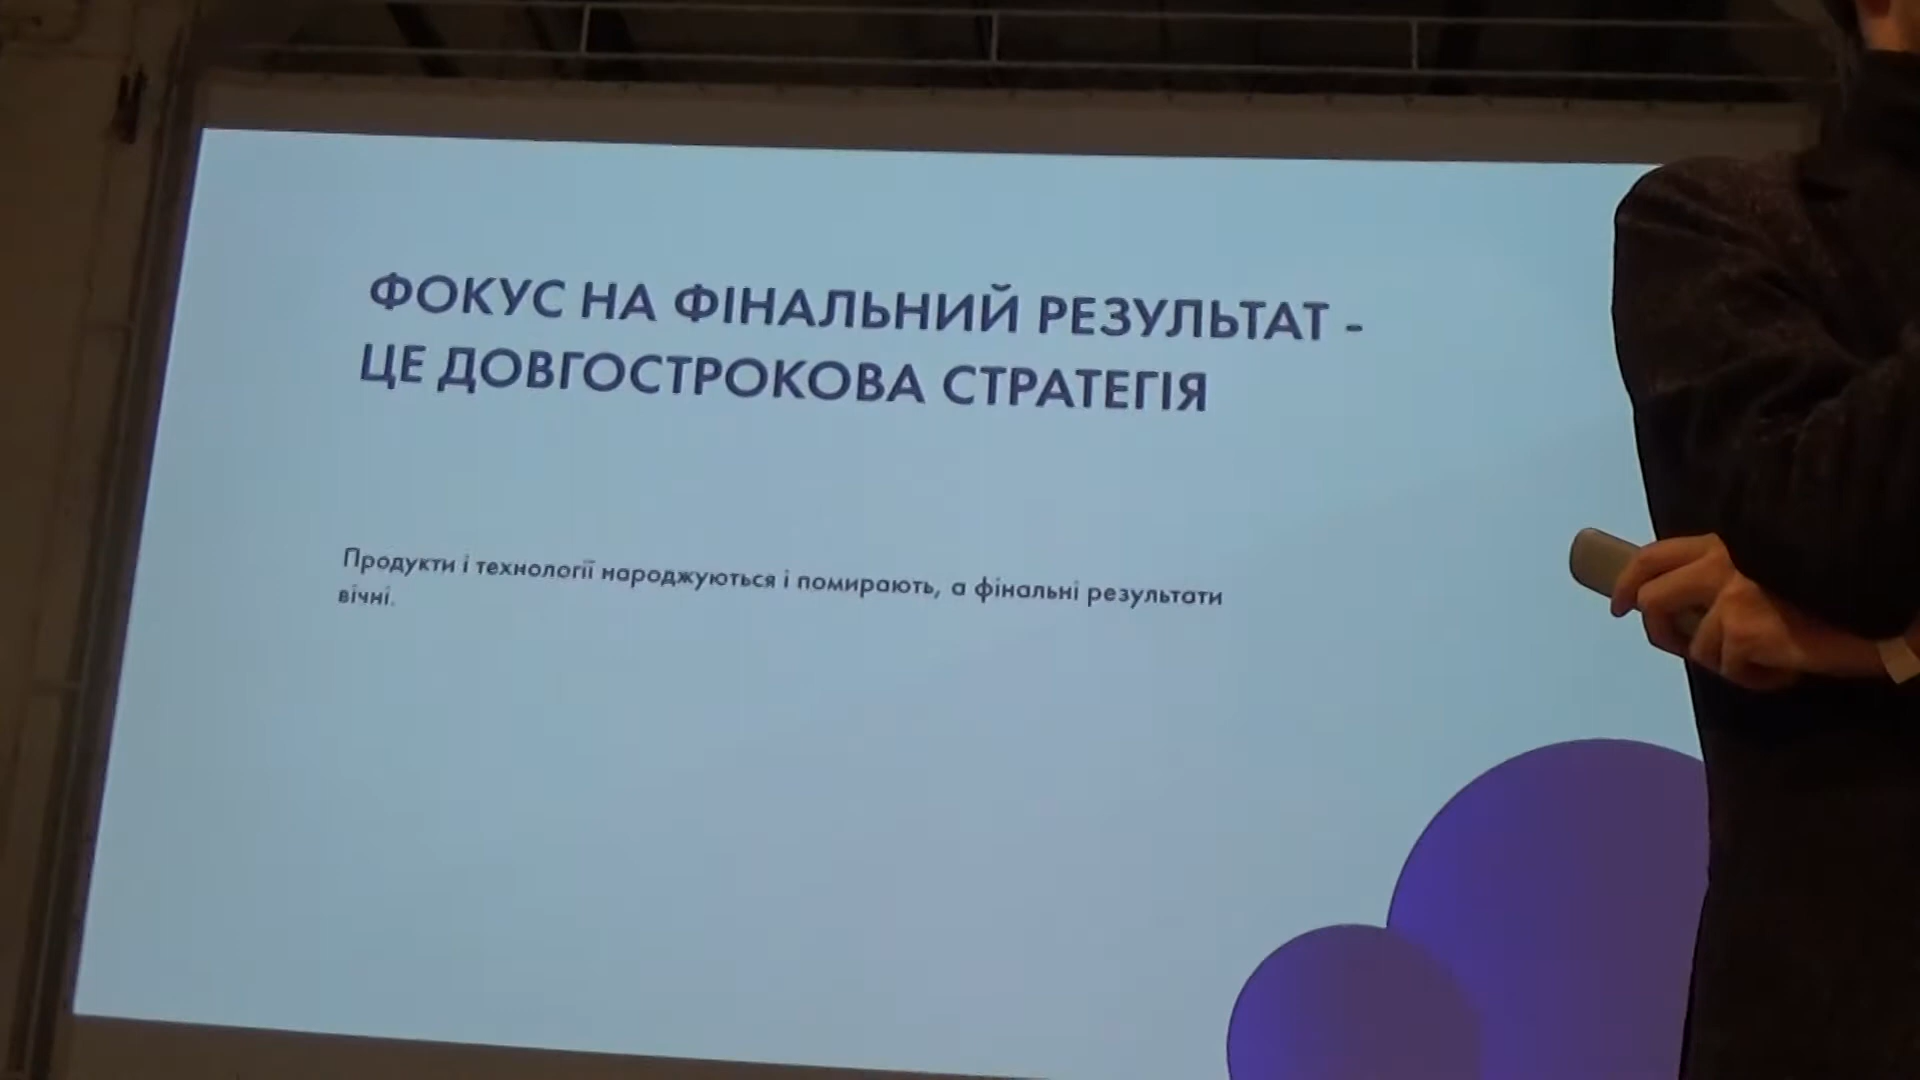 ФОКУС НА ФІНАЛЬНИЙ РЕЗУЛЬТАТ -
ЦЕ ДОВГОСТРОКОВА СТРАТЕГІЯ
Продукти і технології народжуються і помирають, а фінальні результати
вічні.